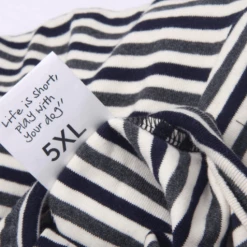 Life is short,
play with
your dog"
5XL